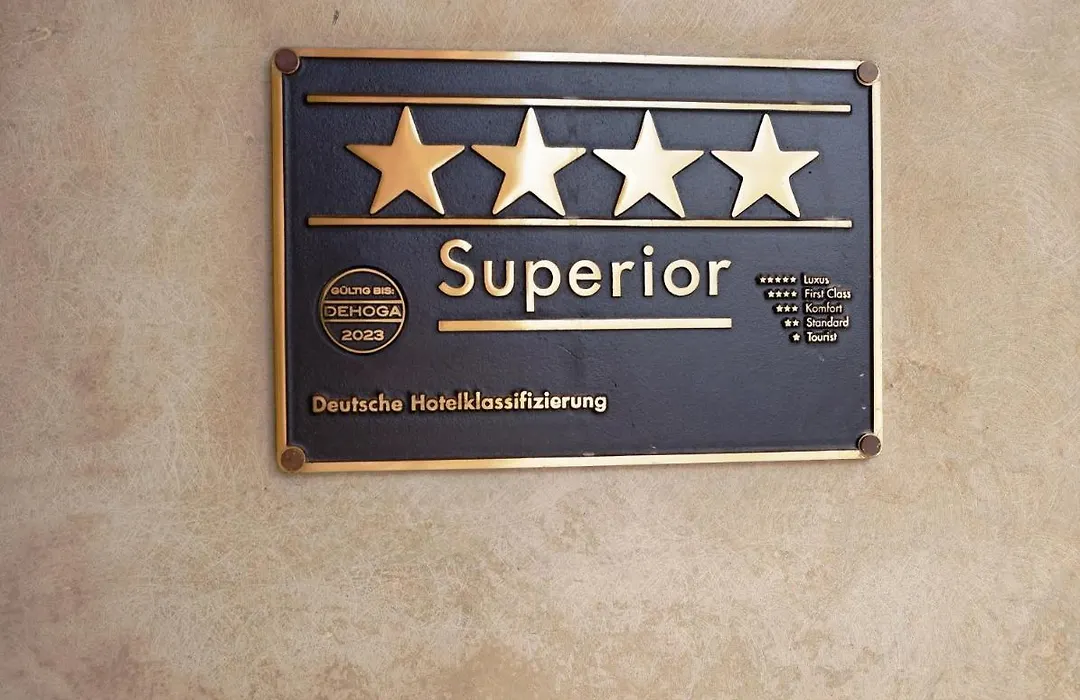 Superior
GÜLTIG BIS:
DEHOGA
2023
Luxus
First Class
Komfort
Standard
Tourist
Deutsche Hotelklassifizierung